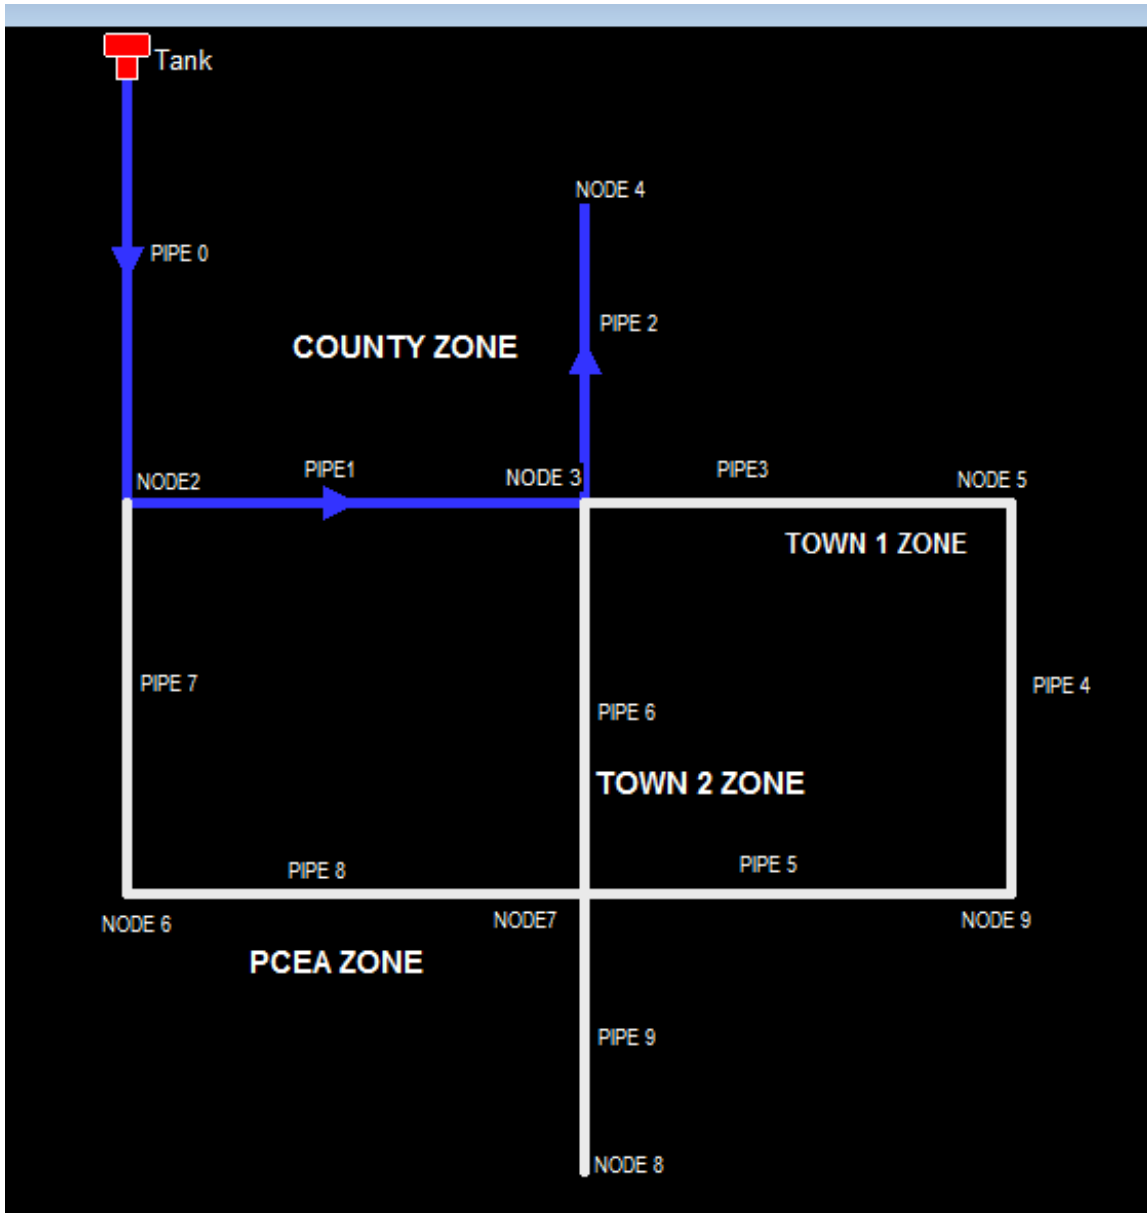 Tank
NODE 4
PIPE 0
PIPE 2
COUNTY ZONE
PIPE1
NODE 3
PIPE3
NODE2
NODE 5
TOWN 1 ZONE
PIPE 7
PIPE 4
PIPE 6
TOWN 2 ZONE
PIPE 8
PIPE 5
NODE 6
NODE7
NODE 9
PCEA ZONE
PIPE 9
NODE 8